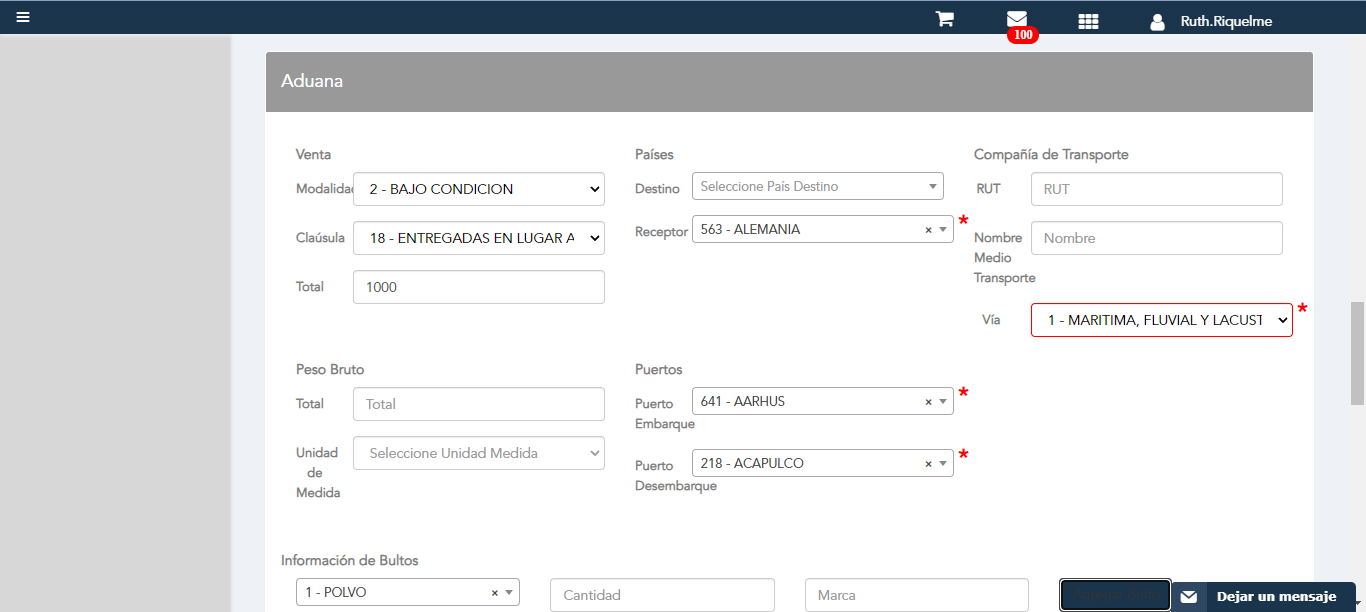 100
Ruth.Riquelme
Aduana
Venta
Modalidad
2 - BAJO CONDICION
Claúsula
18 - ENTREGADAS EN LUGAR A
Total
1000
Países
Destino
Seleccione País Destino
Receptor
563 - ALEMANIA
×
*
Compañía de Transporte
RUT
RUT
Nombre
Medio
Transporte
Nombre
Vía
1 - MARITIMA, FLUVIAL Y LACUST
*
Peso Bruto
Total
Total
Unidad
de
Medida
Seleccione Unidad Medida
Puertos
Puerto
Embarque
641 - AARHUS
×
*
Puerto
Desembarque
218 - ACAPULCO
×
*
Información de Bultos
1 - POLVO
×
Cantidad
Marca
Dejar un mensaje